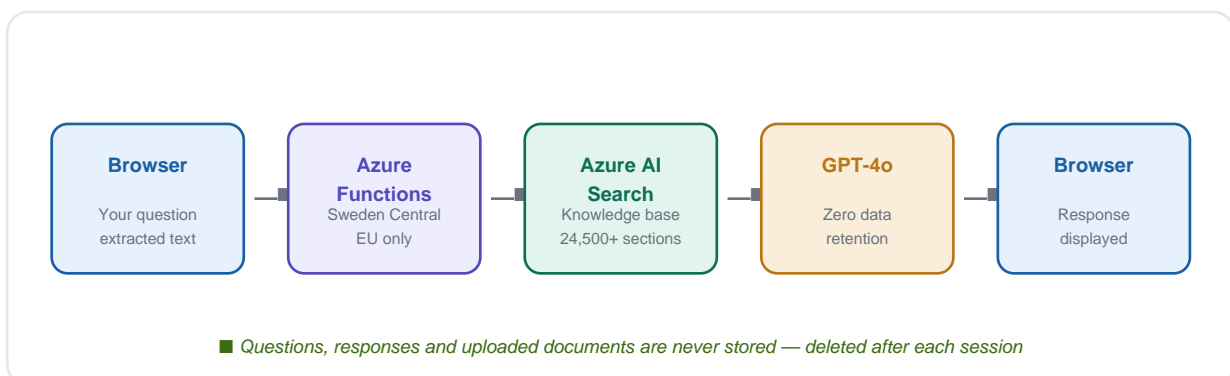 Browser
Your question
extracted text
Azure
Functions
Sweden Central
EU only
Azure AI
Search
Knowledge base
24,500+ sections
GPT-4o
Zero data
retention
Browser
Response
displayed
■ Questions, responses and uploaded documents are never stored — deleted after each session